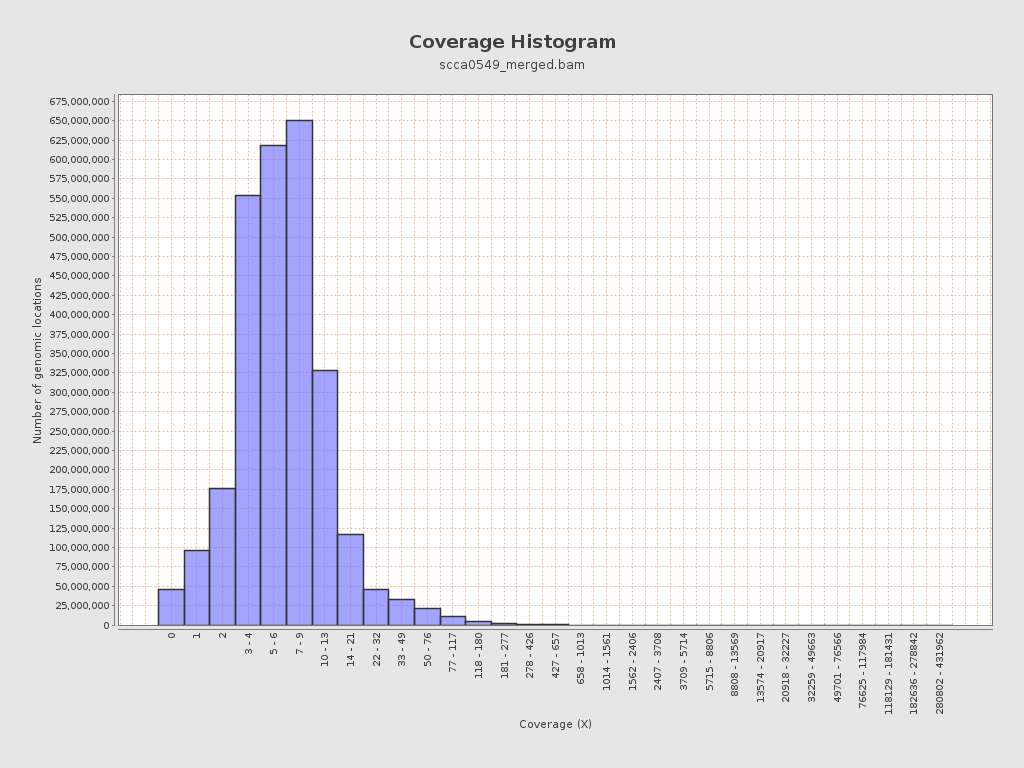 Coverage Histogram
scca0549_merged.bam
Number of genomic locations
675,000,000
650,000,000
625,000,000
600,000,000
575,000,000
550,000,000
525,000,000
500,000,000
475,000,000
450,000,000
425,000,000
400,000,000
375,000,000
350,000,000
325,000,000
300,000,000
275,000,000
250,000,000
225,000,000
200,000,000
175,000,000
150,000,000
125,000,000
100,000,000
75,000,000
50,000,000
25,000,000
0
0
1
2
3 - 4
5 - 6
7 - 9
10 - 13
14 - 21
22 - 32
33 - 49
50 - 76
77 - 117
118 - 180
181 - 277
278 - 426
427 - 657
658 - 1013
1014 - 1561
1562 - 2406
2407 - 3708
3709 - 5714
5715 - 8806
8808 - 13569
13574 - 20917
20918 - 32227
32259 - 49663
49701 - 76566
76625 - 117984
118129 - 181431
182636 - 278842
280802 - 431962
Coverage (X)